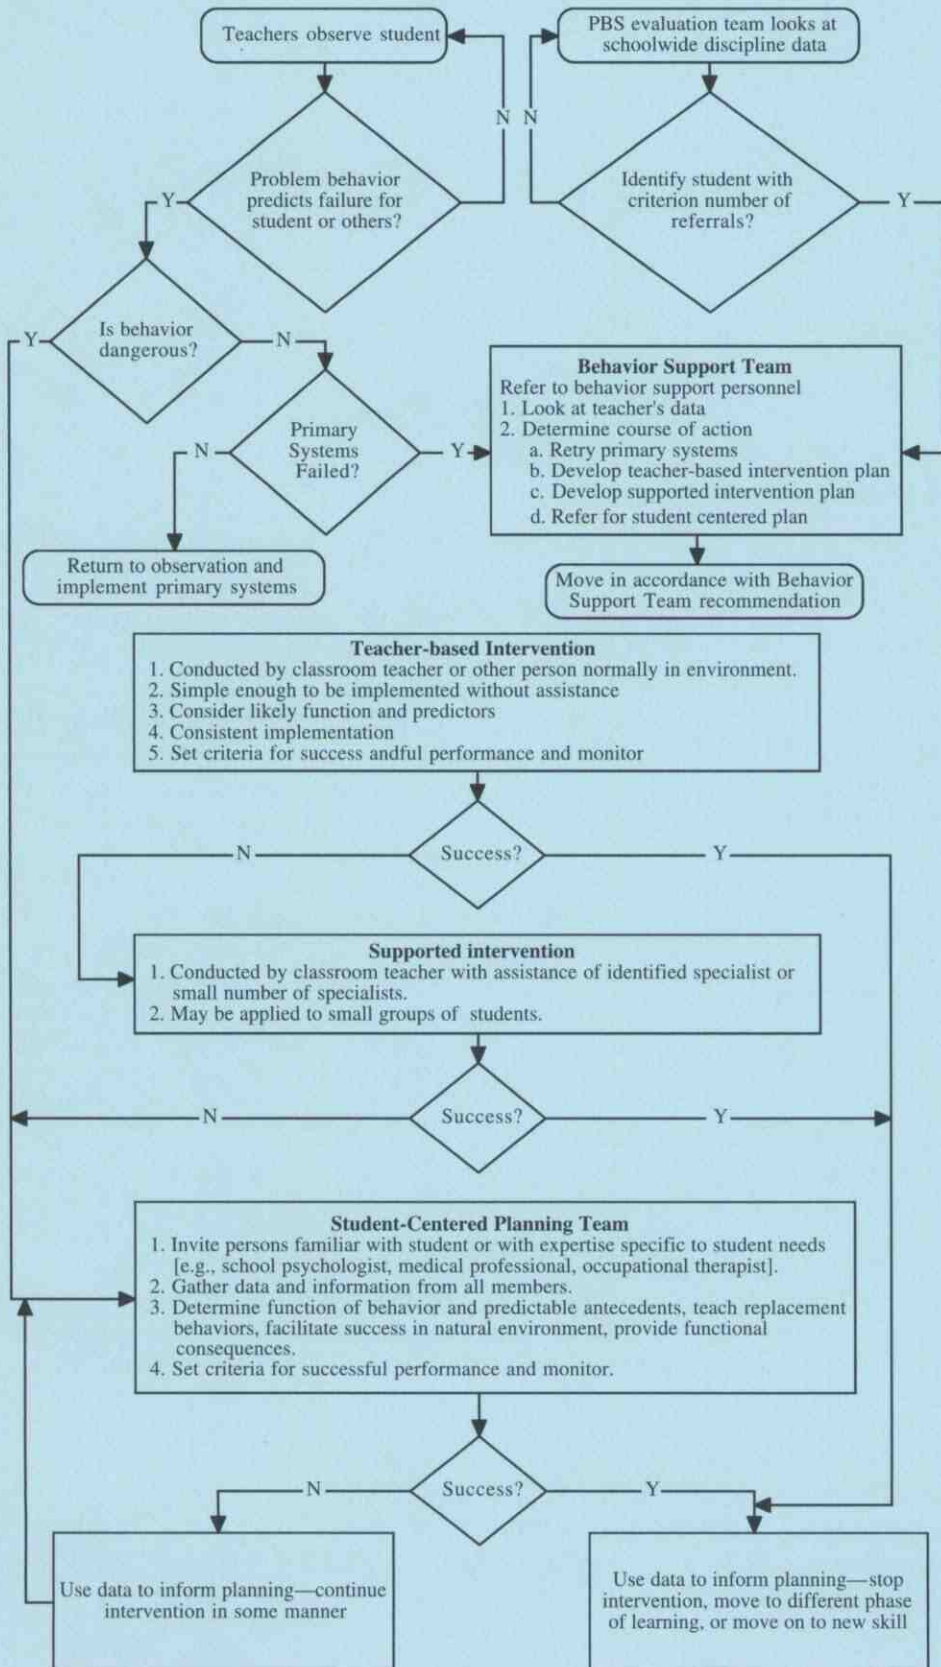 Teachers observe student
PBS evaluation team looks at
schoolwide discipline data
N
N
Problem behavior
predicts failure for
student or others?
Y
Identify student with
criterion number of
referrals?
Y
Is behavior
dangerous?
Y
N
Primary
Systems
Failed?
N
Y
Behavior Support Team
Refer to behavior support personnel
1. Look at teacher's data
2. Determine course of action
a. Retry primary systems
b. Develop teacher-based intervention plan
c. Develop supported intervention plan
d. Refer for student centered plan
Return to observation and
implement primary systems
Move in accordance with Behavior
Support Team recommendation
Teacher-based Intervention
1. Conducted by classroom teacher or other person normally in environment.
2. Simple enough to be implemented without assistance
3. Consider likely function and predictors
4. Consistent implementation
5. Set criteria for success andful performance and monitor
N
Success?
Y
Supported intervention
1. Conducted by classroom teacher with assistance of identified specialist or
small number of specialists.
2. May be applied to small groups of students.
N
Success?
Y
Student-Centered Planning Team
1. Invite persons familiar with student or with expertise specific to student needs
[e.g., school psychologist, medical professional, occupational therapist].
2. Gather data and information from all members.
3. Determine function of behavior and predictable antecedents, teach replacement
behaviors, facilitate success in natural environment, provide functional
consequences.
4. Set criteria for successful performance and monitor.
N
Success?
Y
Use data to inform planning—continue
intervention in some manner
Use data to inform planning—stop
intervention, move to different phase
of learning, or move on to new skill